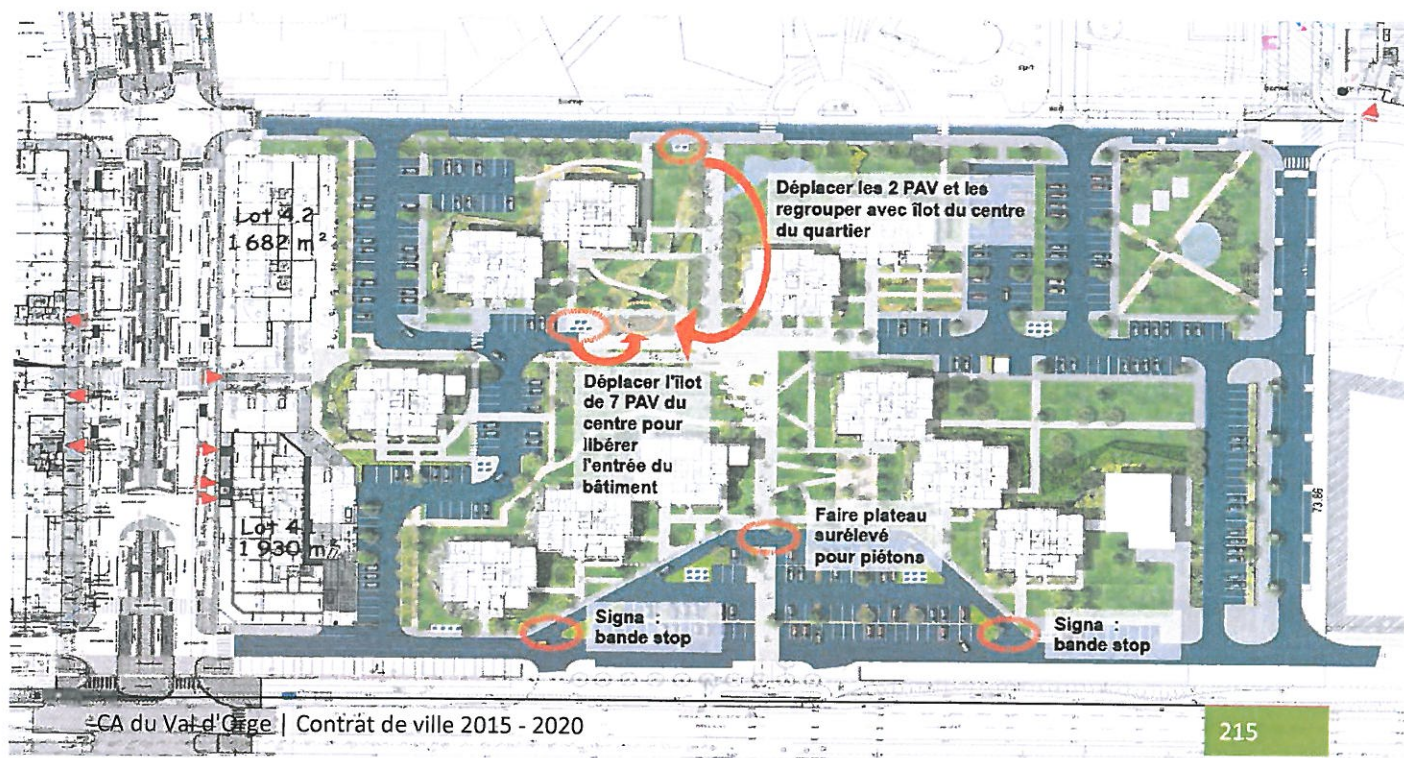 Déplacer les 2 PAV et les
regrouper avec îlot du centre
du quartier
Lot 4.2
1 682 m²
Déplacer l'îlot
de 7 PAV du
centre pour
libérer
l'entrée du
bâtiment
73.86
Faire plateau
surélevé
pour piétons
1 930 m²
Signa :
bande stop
Signa :
bande stop
CA du Val d'Orge | Contrat de ville 2015 - 2020
215